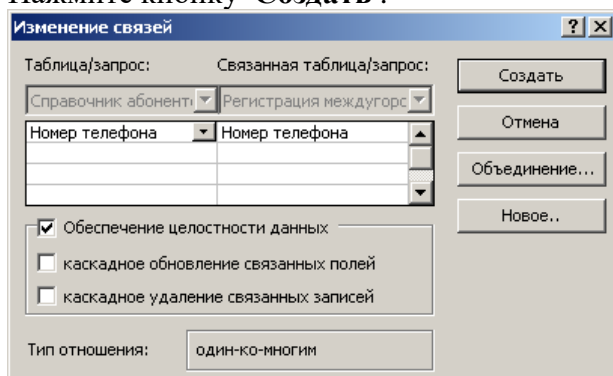 Нажмите кнопку "Создать".
Изменение связей
Таблица/запрос: Связанная таблица/запрос:
Справочник абоненто Регистрация междугорс
Номер телефона Номер телефона
Обеспечение целостности данных
каскадное обновление связанных полей
каскадное удаление связанных записей
Тип отношения: один-ко-многим
Создать
Отмена
Объединение...
Новое..